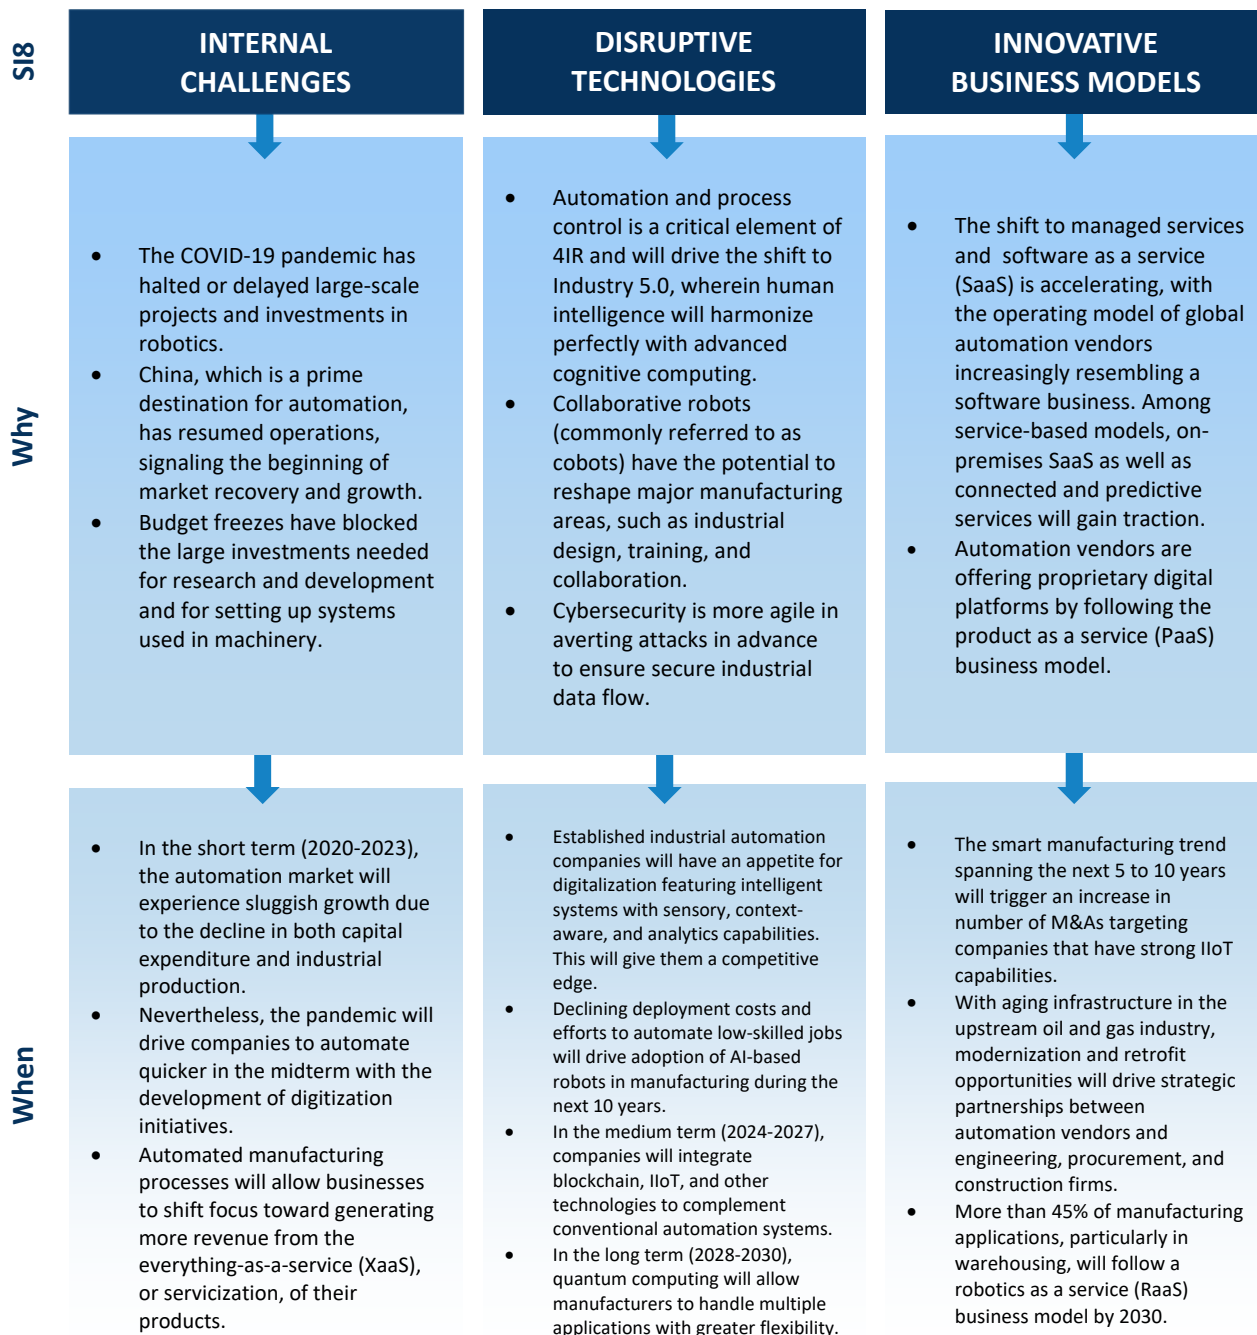 SI8
INTERNAL
CHALLENGES
DISRUPTIVE
TECHNOLOGIES
INNOVATIVE
BUSINESS MODELS
Why
• The COVID-19 pandemic has
halted or delayed large-scale
projects and investments in
robotics.
• China, which is a prime
destination for automation,
has resumed operations,
signaling the beginning of
market recovery and growth.
• Budget freezes have blocked
the large investments needed
for research and development
and for setting up systems
used in machinery.
• Automation and process
control is a critical element of
4IR and will drive the shift to
Industry 5.0, wherein human
intelligence will harmonize
perfectly with advanced
cognitive computing.
• Collaborative robots
(commonly referred to as
cobots) have the potential to
reshape major manufacturing
areas, such as industrial
design, training, and
collaboration.
• Cybersecurity is more agile in
averting attacks in advance
to ensure secure industrial
data flow.
• The shift to managed services
and software as a service
(SaaS) is accelerating, with
the operating model of global
automation vendors
increasingly resembling a
software business. Among
service-based models, on-
premises SaaS as well as
connected and predictive
services will gain traction.
• Automation vendors are
offering proprietary digital
platforms by following the
product as a service (PaaS)
business model.
When
• In the short term (2020-2023),
the automation market will
experience sluggish growth due
to the decline in both capital
expenditure and industrial
production.
• Nevertheless, the pandemic will
drive companies to automate
quicker in the midterm with the
development of digitization
initiatives.
• Automated manufacturing
processes will allow businesses
to shift focus toward generating
more revenue from the
everything-as-a-service (XaaS),
or servicization, of their
products.
• Established industrial automation
companies will have an appetite for
digitalization featuring intelligent
systems with sensory, context-
aware, and analytics capabilities.
This will give them a competitive
edge.
• Declining deployment costs and
efforts to automate low-skilled jobs
will drive adoption of AI-based
robots in manufacturing during the
next 10 years.
• In the medium term (2024-2027),
companies will integrate
blockchain, IIoT, and other
technologies to complement
conventional automation systems.
• In the long term (2028-2030),
quantum computing will allow
manufacturers to handle multiple
applications with greater flexibility.
• The smart manufacturing trend
spanning the next 5 to 10 years
will trigger an increase in
number of M&As targeting
companies that have strong IIoT
capabilities.
• With aging infrastructure in the
upstream oil and gas industry,
modernization and retrofit
opportunities will drive strategic
partnerships between
automation vendors and
engineering, procurement, and
construction firms.
• More than 45% of manufacturing
applications, particularly in
warehousing, will follow a
robotics as a service (RaaS)
business model by 2030.